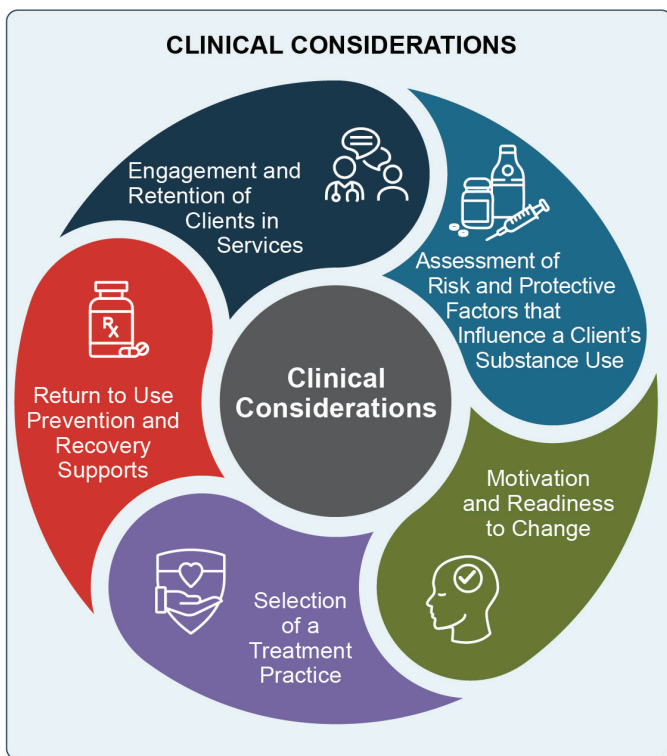 CLINICAL CONSIDERATIONS
Engagement and
Retention of
Clients in
Services
Assessment of
Risk and Protective
Factors that
Influence a Client's
Substance Use
Motivation
and Readiness
to Change
Selection
of a
Treatment
Practice
Return to Use
Prevention and
Recovery
Supports
Rx
Clinical
Considerations